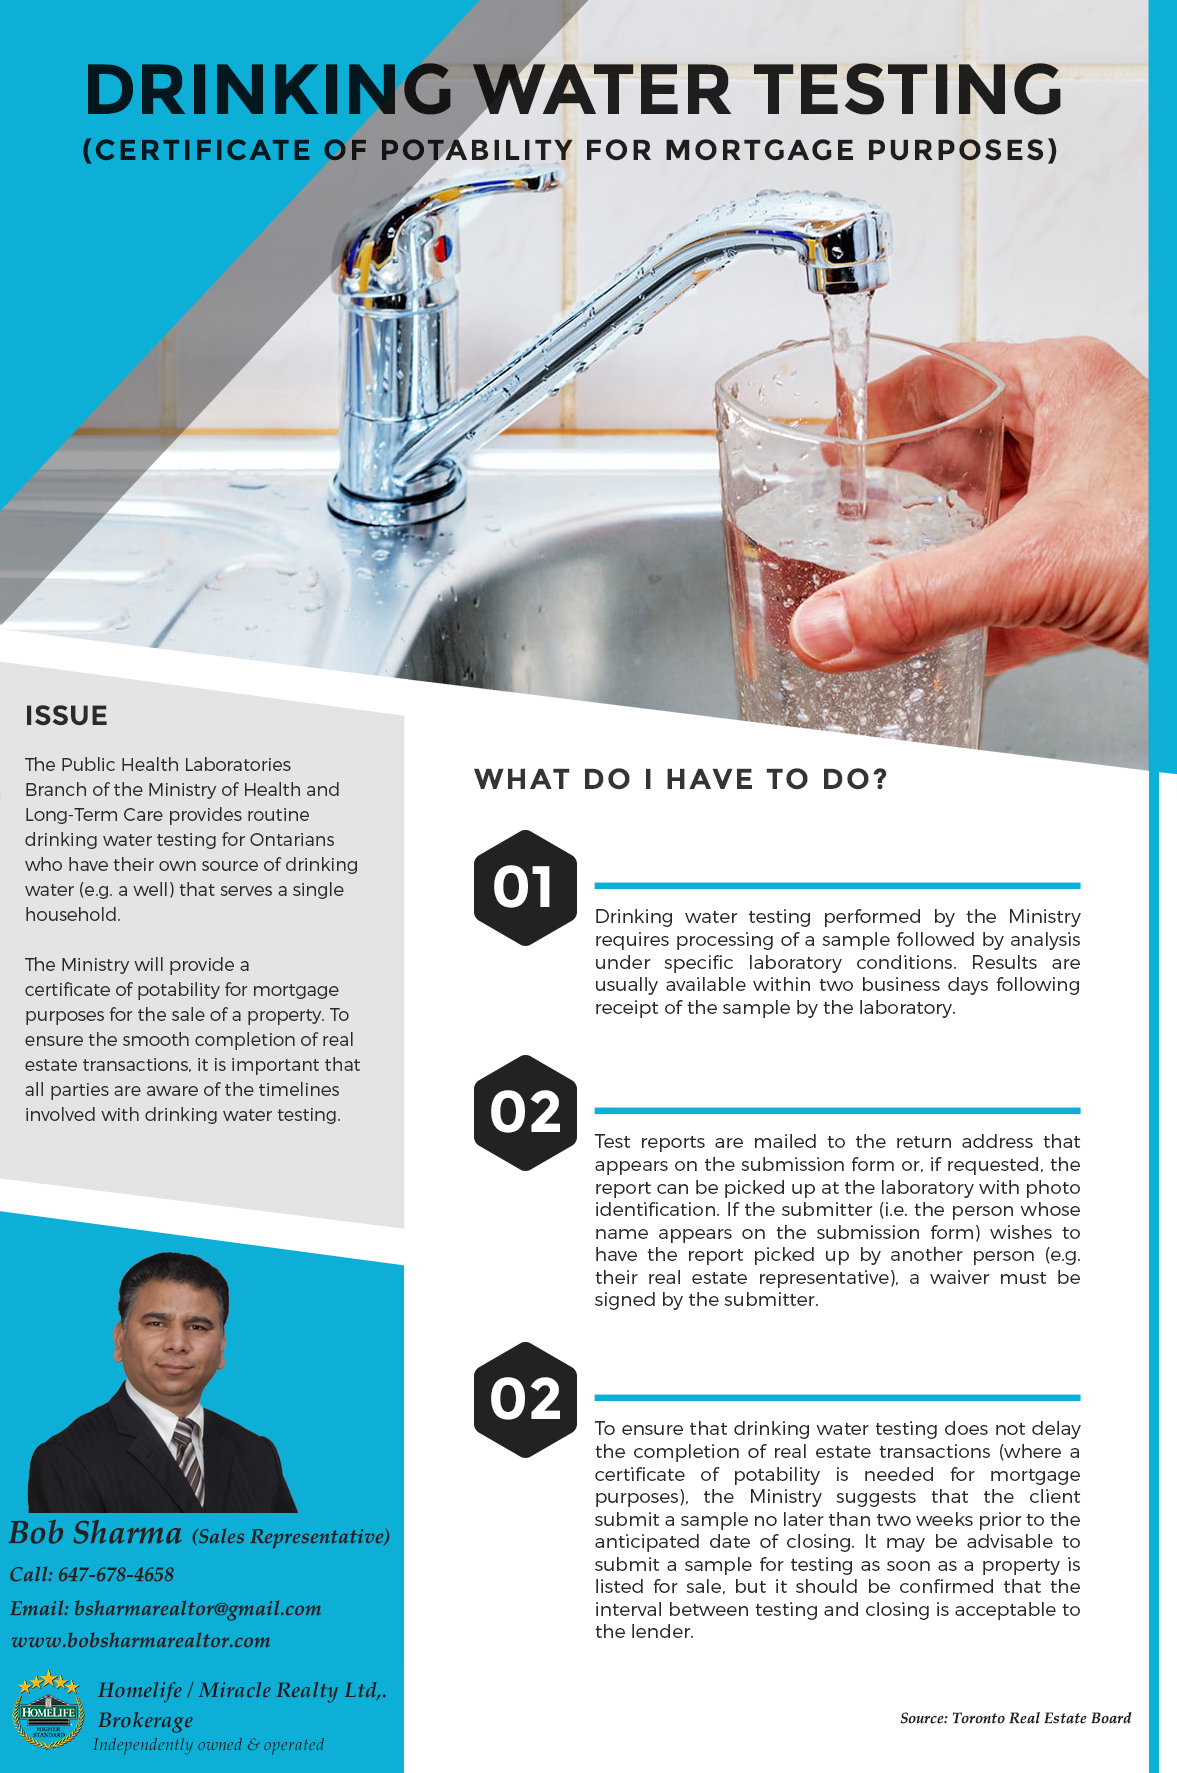 DRINKING WATER TESTING
(CERTIFICATE OF POTABILITY FOR MORTGAGE PURPOSES)
ISSUE
The Public Health Laboratories
Branch of the Ministry of Health and
Long-Term Care provides routine
drinking water testing for Ontarians
who have their own source of drinking
water (e.g. a well) that serves a single
household.
The Ministry will provide a
certificate of potability for mortgage
purposes for the sale of a property. To
ensure the smooth completion of real
estate transactions, it is important that
all parties are aware of the timelines
involved with drinking water testing.
WHAT DO I HAVE TO DO?
01
Drinking water testing performed by the Ministry
requires processing of a sample followed by analysis
under specific laboratory conditions. Results are
usually available within two business days following
receipt of the sample by the laboratory.
02
Test reports are mailed to the return address that
appears on the submission form or, if requested, the
report can be picked up at the laboratory with photo
identification. If the submitter (i.e. the person whose
name appears on the submission form) wishes to
have the report picked up by another person (e.g.
their real estate representative), a waiver must be
signed by the submitter.
02
To ensure that drinking water testing does not delay
the completion of real estate transactions (where a
certificate of potability is needed for mortgage
purposes), the Ministry suggests that the client
submit a sample no later than two weeks prior to the
anticipated date of closing. It may be advisable to
submit a sample for testing as soon as a property is
listed for sale, but it should be confirmed that the
interval between testing and closing is acceptable to
the lender.
Bob Sharma (Sales Representative)
Call: 647-678-4658
Email: bsharmarealtor@gmail.com
www.bobsharmarealtor.com
HOMELIFE
HIGHER
STANDARDS
Homelife / Miracle Realty Ltd,.
Brokerage
Independently owned & operated
Source: Toronto Real Estate Board